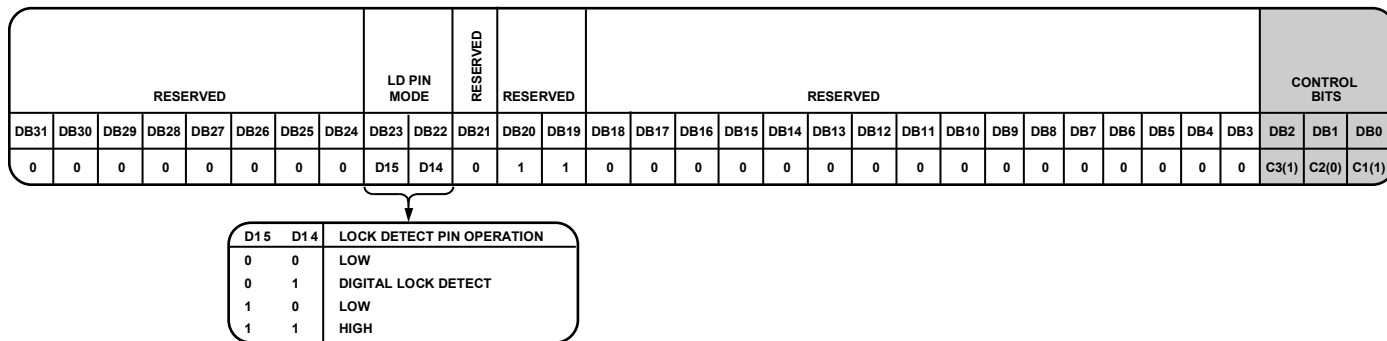 RESERVED
LD PIN
MODE
RESERVED
RESERVED
RESERVED
CONTROL
BITS
DB31 DB30 DB29 DB28 DB27 DB26 DB25 DB24 DB23 DB22 DB21 DB20 DB19 DB18 DB17 DB16 DB15 DB14 DB13 DB12 DB11 DB10 DB9 DB8 DB7 DB6 DB5 DB4 DB3 DB2 DB1 DB0
0 0 0 0 0 0 0 0 D15 D14 0 1 1 0 0 0 0 0 0 0 0 0 0 0 0 0 0 0 0 C3(1) C2(0) C1(1)
D15 D14 LOCK DETECT PIN OPERATION
0 0 LOW
0 1 DIGITAL LOCK DETECT
1 0 LOW
1 1 HIGH